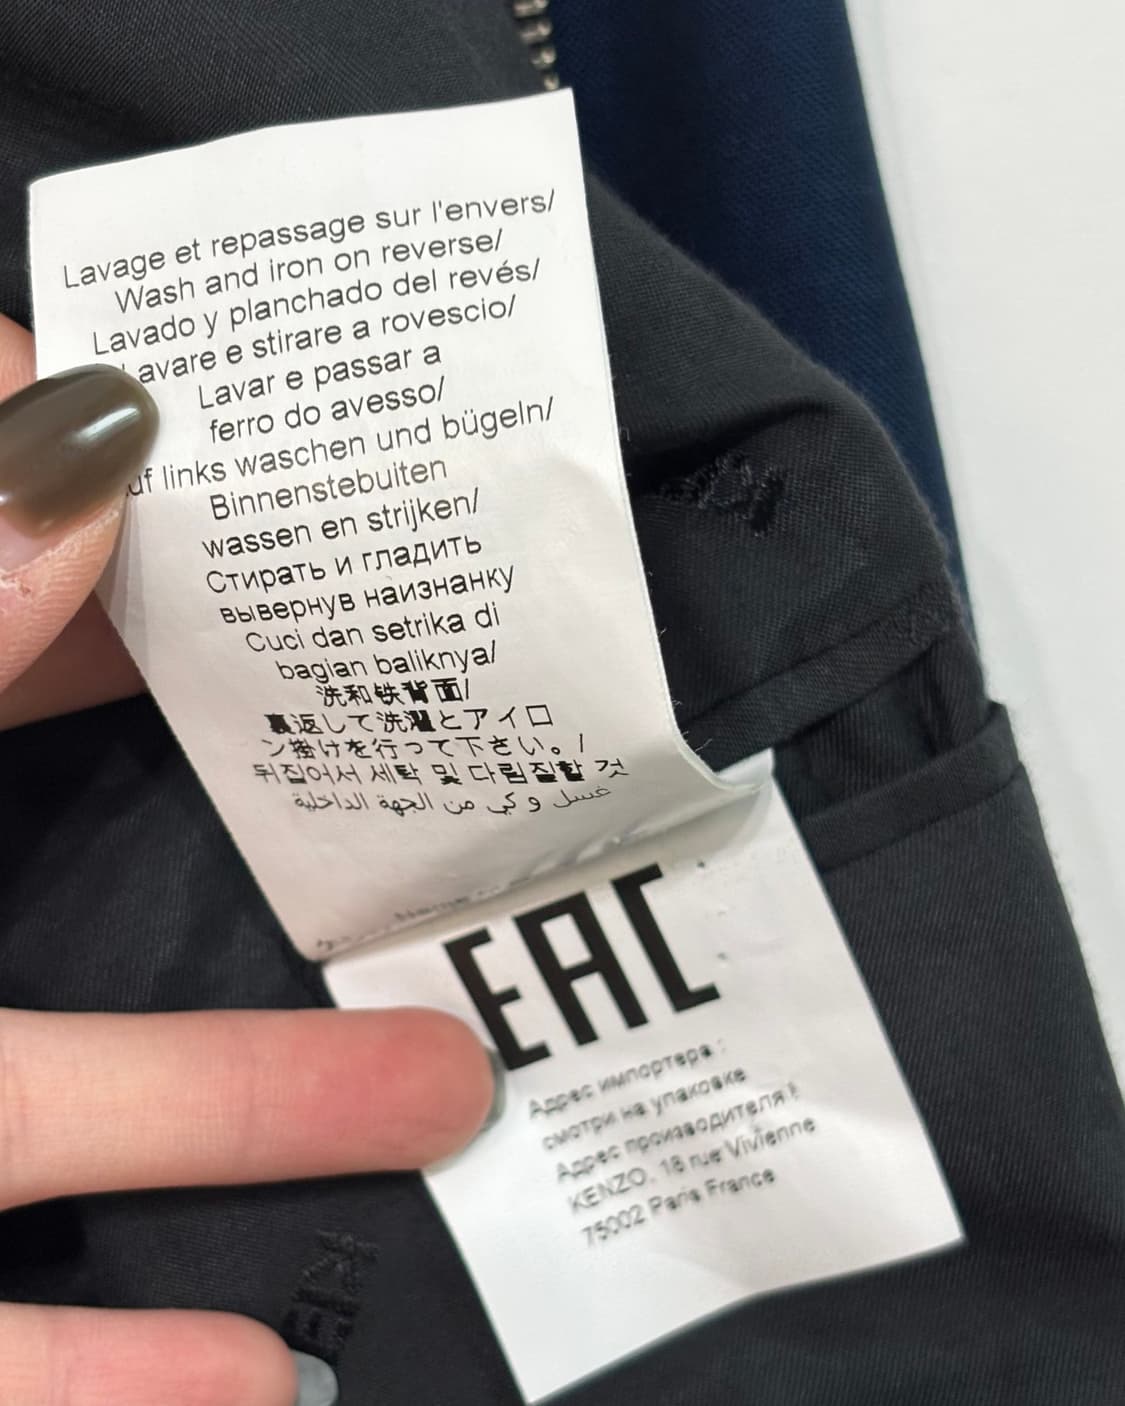 Lavage et repassage sur l'envers/
Wash and iron on reverse/
Lavado y planchado del revés/
Lavare e stirare a rovescio/
Lavar e passar a
ferro do avesso/
uf links waschen und bügeln/
Binnenstebuiten
wassen en strijken/
Стирать и гладить
вывернув наизнанку
Cuci dan setrika di
bagian baliknya/
洗和铁背面/
裏返して洗濯とアイロ
ン掛けを行って下さい。/
뒤집어서 세탁 및 다림질할 것
غسل و كي من الجهة الداخلية
EAC
Адрес импортера :
смотри на упаковке
Адрес производителя :
KENZO, 18 rue Vivienne
75002 Paris France